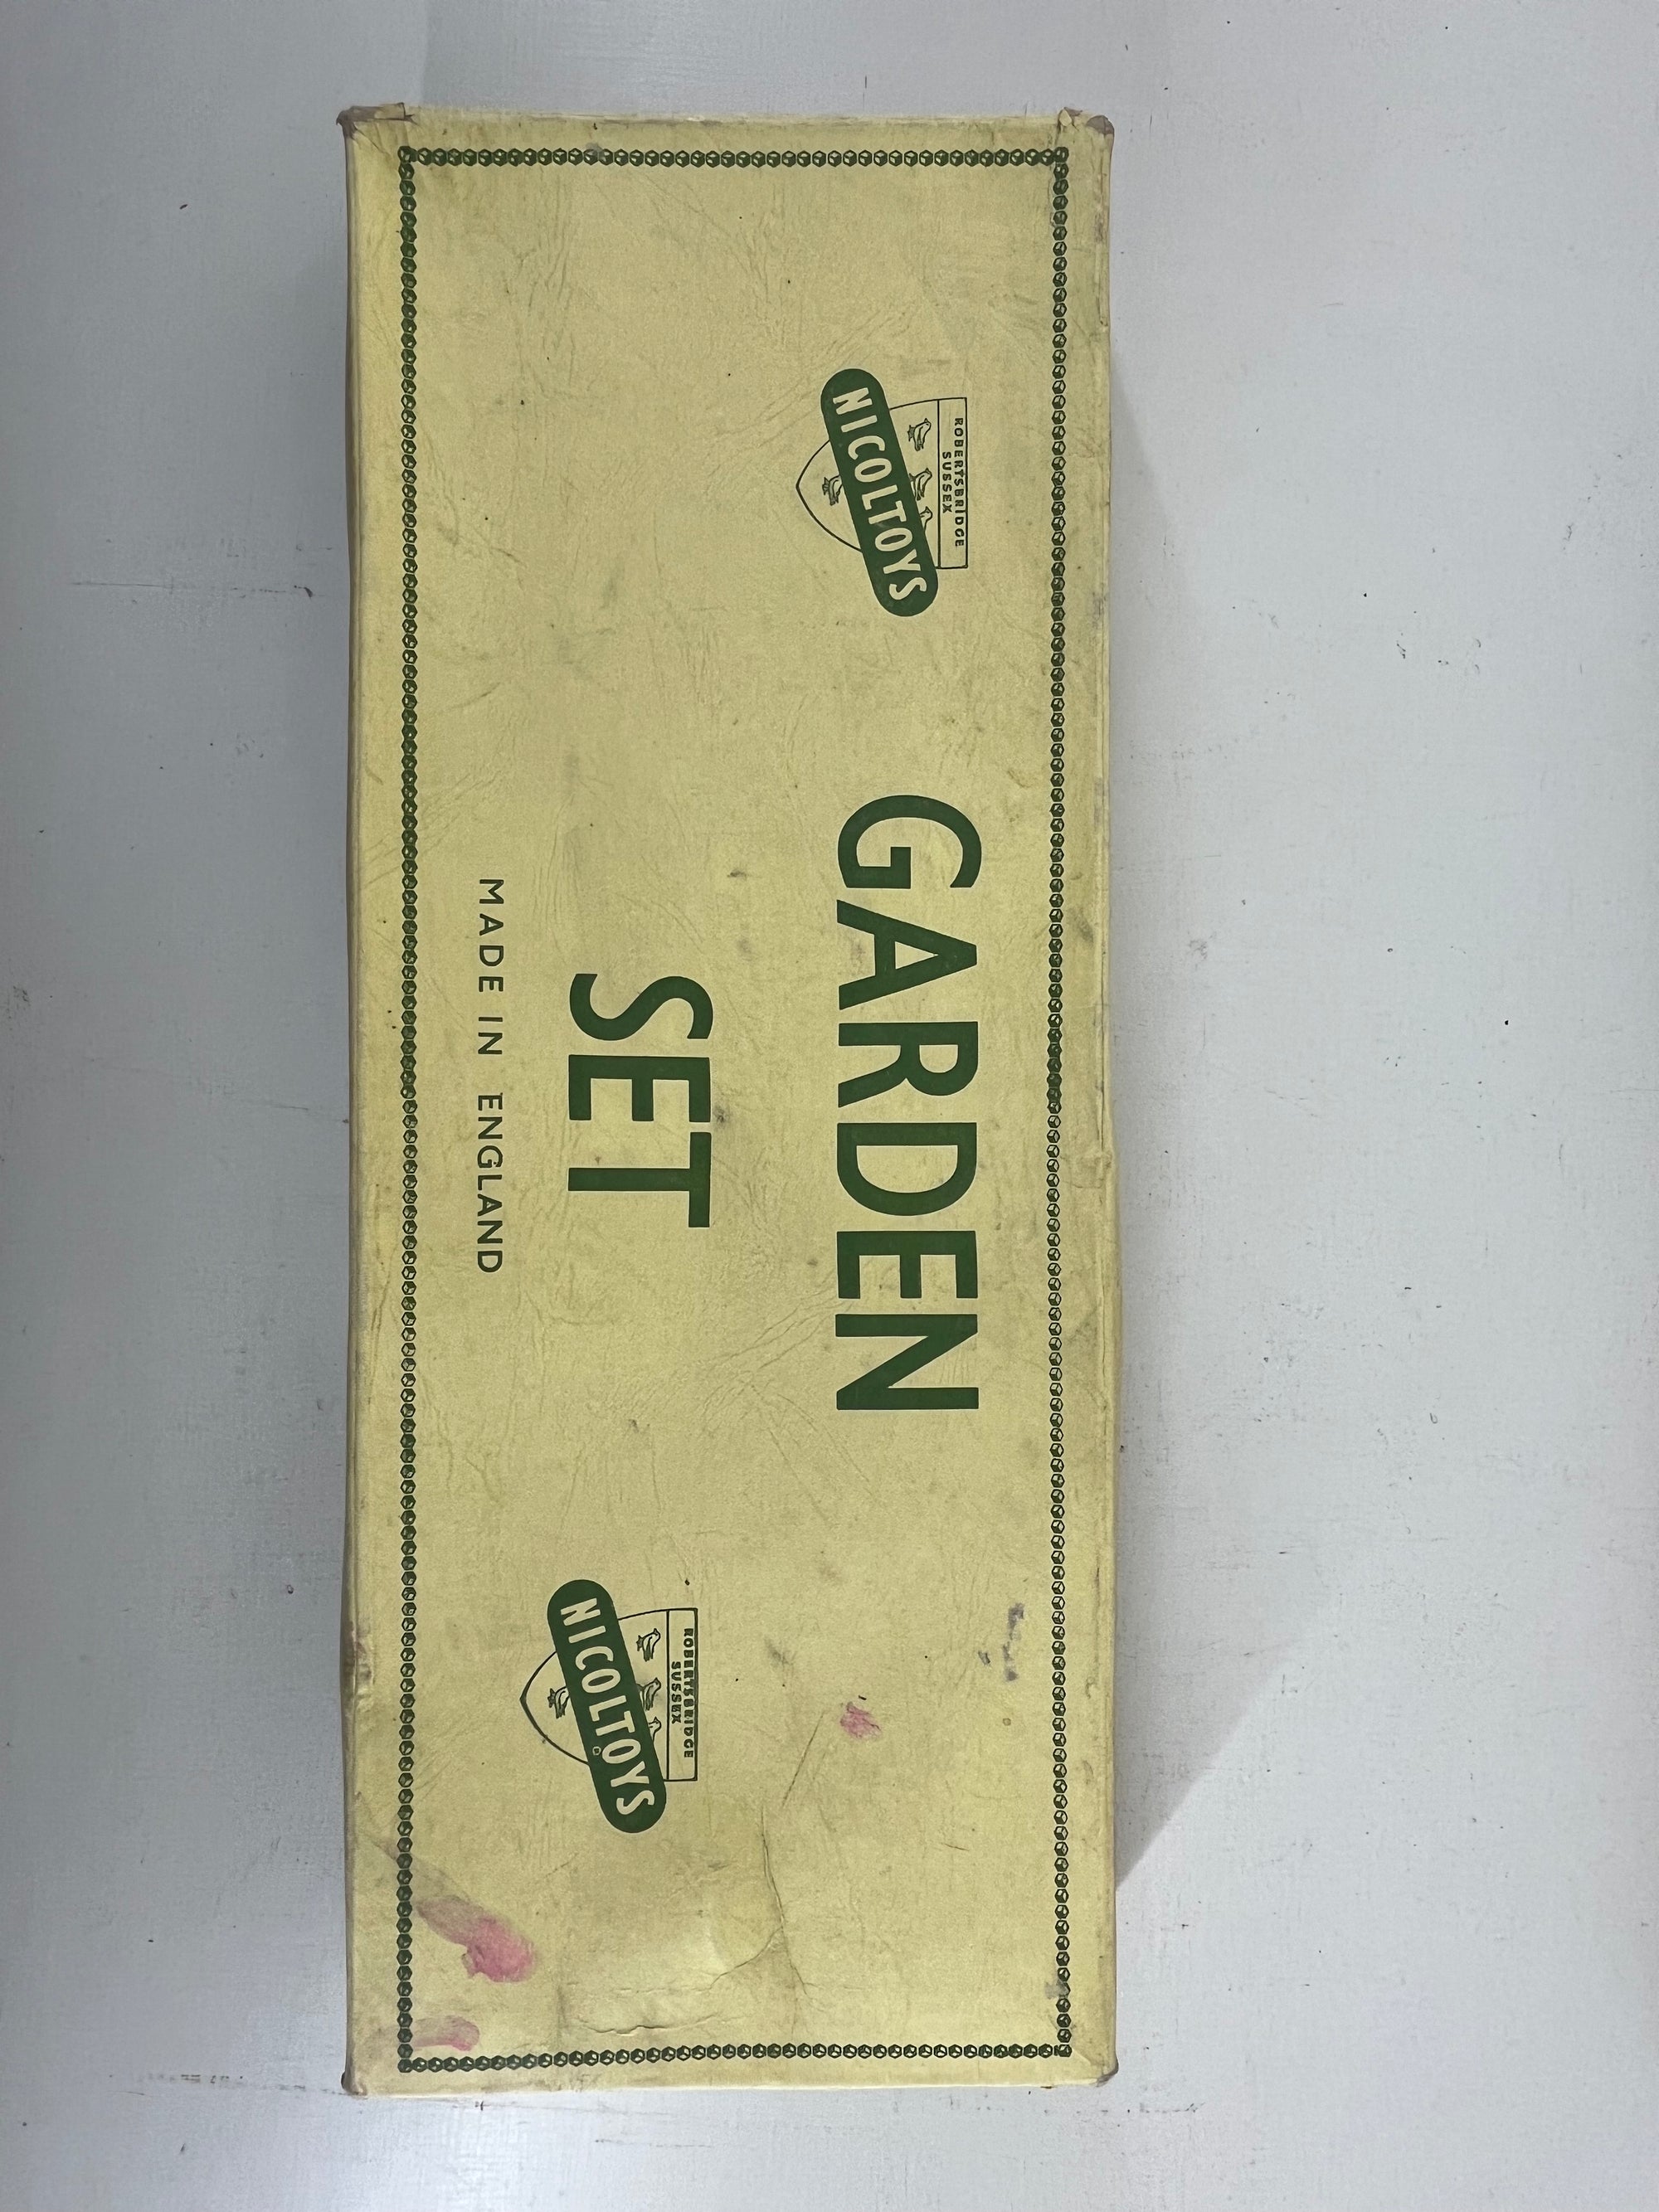 ROBERTSBRIDGE
SUSSEX
NICOLTOYS
GARDEN
SET
ROBERTSBRIDGE
SUSSEX
NICOLTOYS
MADE IN ENGLAND